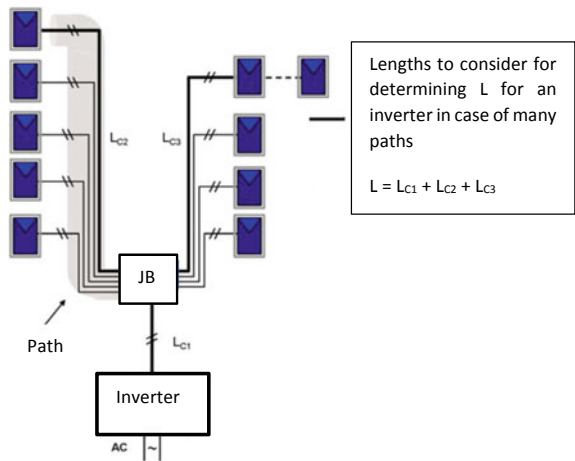 Lengths to consider for
determining L for an
inverter in case of many
paths
L = LC1 + LC2 + LC3
LC2
LC3
JB
Path
LC1
Inverter
AC
~